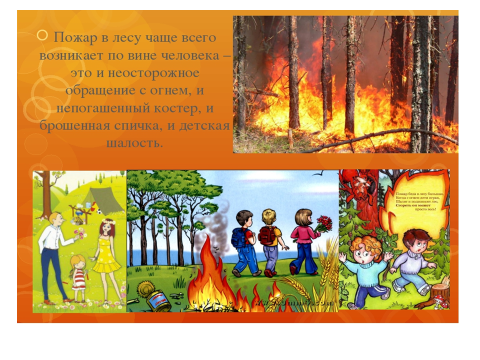 Пожар в лесу чаще всего
возникает по вине человека –
это и неосторожное
обращение с огнем, и
непогашенный костер, и
брошенная спичка, и детская
шалость.